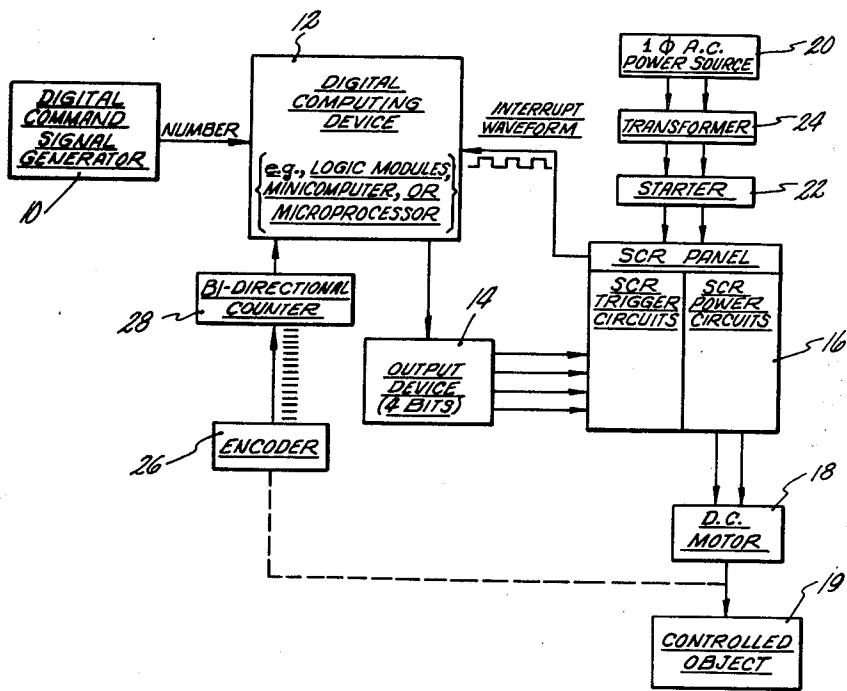 12
DIGITAL
COMPUTING
DEVICE
{e.g., LOGIC MODULES,
MINICOMPUTER, OR
MICROPROCESSOR}
DIGITAL
COMMAND
SIGNAL
GENERATOR
10
NUMBER
INTERRUPT
WAVEFORM
1 Φ A.C.
POWER SOURCE
20
TRANSFORMER
24
STARTER
22
SCR PANEL
SCR
TRIGGER
CIRCUITS
SCR
POWER
CIRCUITS
16
BI-DIRECTIONAL
COUNTER
28
14
OUTPUT
DEVICE
(4 BITS)
ENCODER
26
D.C.
MOTOR
18
CONTROLLED
OBJECT
19